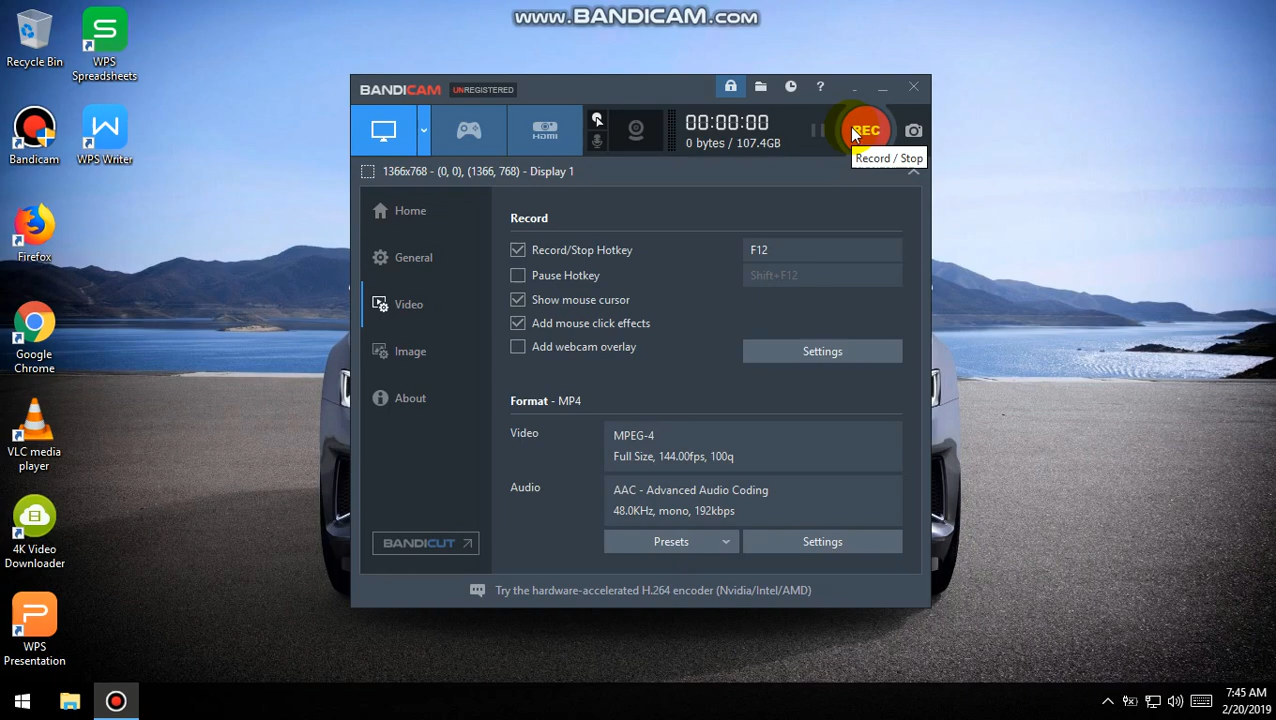 www.BANDICAM.com
Recycle Bin
WPS
Spreadsheets
Bandicam
WPS Writer
Firefox
Google
Chrome
VLC media
player
4K Video
Downloader
WPS
Presentation
BANDICAM UNREGISTERED
?
HDMI
00:00:00
0 bytes / 107.4GB
REC
Record / Stop
1366x768 - (0, 0), (1366, 768) - Display 1
Home
General
Video
Image
About
BANDICUT
Record
Record/Stop Hotkey
F12
Pause Hotkey
Shift+F12
Show mouse cursor
Add mouse click effects
Add webcam overlay
Settings
Format - MP4
Video
MPEG-4
Full Size, 144.00fps, 100q
Audio
AAC - Advanced Audio Coding
48.0KHz, mono, 192kbps
Presets
Settings
Try the hardware-accelerated H.264 encoder (Nvidia/Intel/AMD)
7:45 AM
2/20/2019